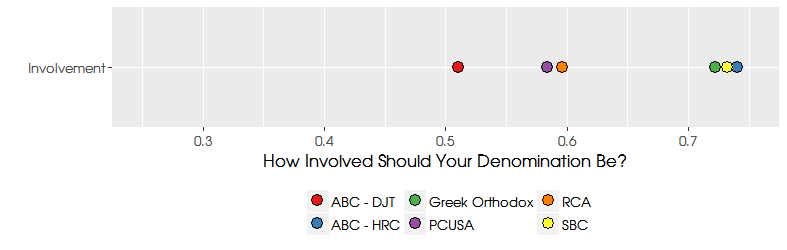 Involvement
0.3 0.4 0.5 0.6 0.7
How Involved Should Your Denomination Be?
ABC - DJT Greek Orthodox RCA
ABC - HRC PCUSA SBC